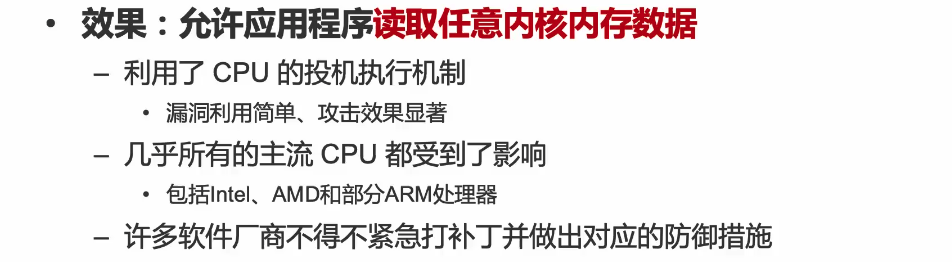 • 效果：允许应用程序读取任意内核内存数据
– 利用了 CPU 的投机执行机制
• 漏洞利用简单、攻击效果显著
– 几乎所有的主流 CPU 都受到了影响
• 包括Intel、AMD和部分ARM处理器
– 许多软件厂商不得不紧急打补丁并做出对应的防御措施